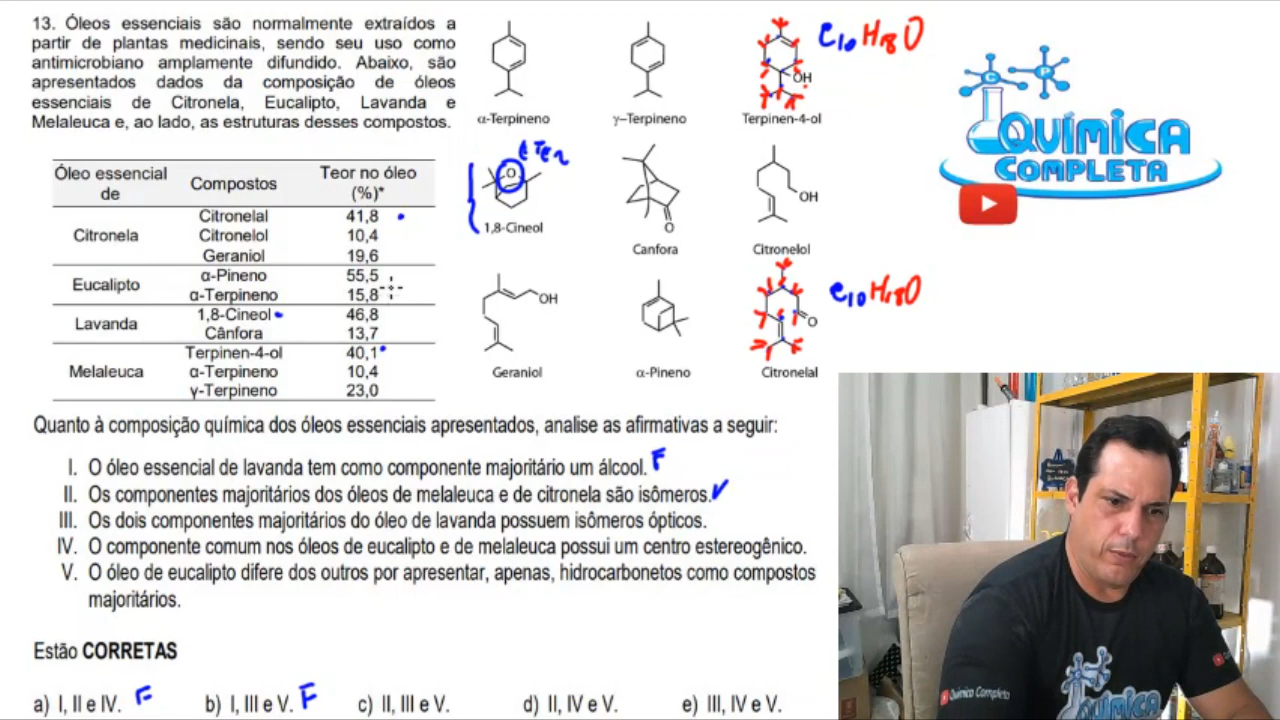 13. Óleos essenciais são normalmente extraídos a
partir de plantas medicinais, sendo seu uso como
antimicrobiano amplamente difundido. Abaixo, são
apresentados dados da composição de óleos
essenciais de Citronela, Eucalipto, Lavanda e
Melaleuca e, ao lado, as estruturas desses compostos.
α-Terpineno
γ–Terpineno
OH
Terpinen-4-ol
C10H18O
ETER
O
1,8-Cineol
O
Canfora
OH
Citronelol
OH
Geraniol
α-Pineno
O
Citronelal
C10H18O
QUÍMICA
COMPLETA
Óleo essencial de Compostos Teor no óleo (%)*
Citronela
Citronelal 41,8
Citronelol 10,4
Geraniol 19,6
Eucalipto
α-Pineno 55,5
α-Terpineno 15,8
Lavanda
1,8-Cineol 46,8
Cânfora 13,7
Melaleuca
Terpinen-4-ol 40,1
α-Terpineno 10,4
γ-Terpineno 23,0
Quanto à composição química dos óleos essenciais apresentados, analise as afirmativas a seguir:
I. O óleo essencial de lavanda tem como componente majoritário um álcool. F
II. Os componentes majoritários dos óleos de melaleuca e de citronela são isômeros. V
III. Os dois componentes majoritários do óleo de lavanda possuem isômeros ópticos.
IV. O componente comum nos óleos de eucalipto e de melaleuca possui um centro estereogênico.
V. O óleo de eucalipto difere dos outros por apresentar, apenas, hidrocarbonetos como compostos
majoritários.
Estão CORRETAS
a) I, II e IV. F b) I, III e V. F c) II, III e V. d) II, IV e V. e) III, IV e V.
Química Completa
QUÍMICA